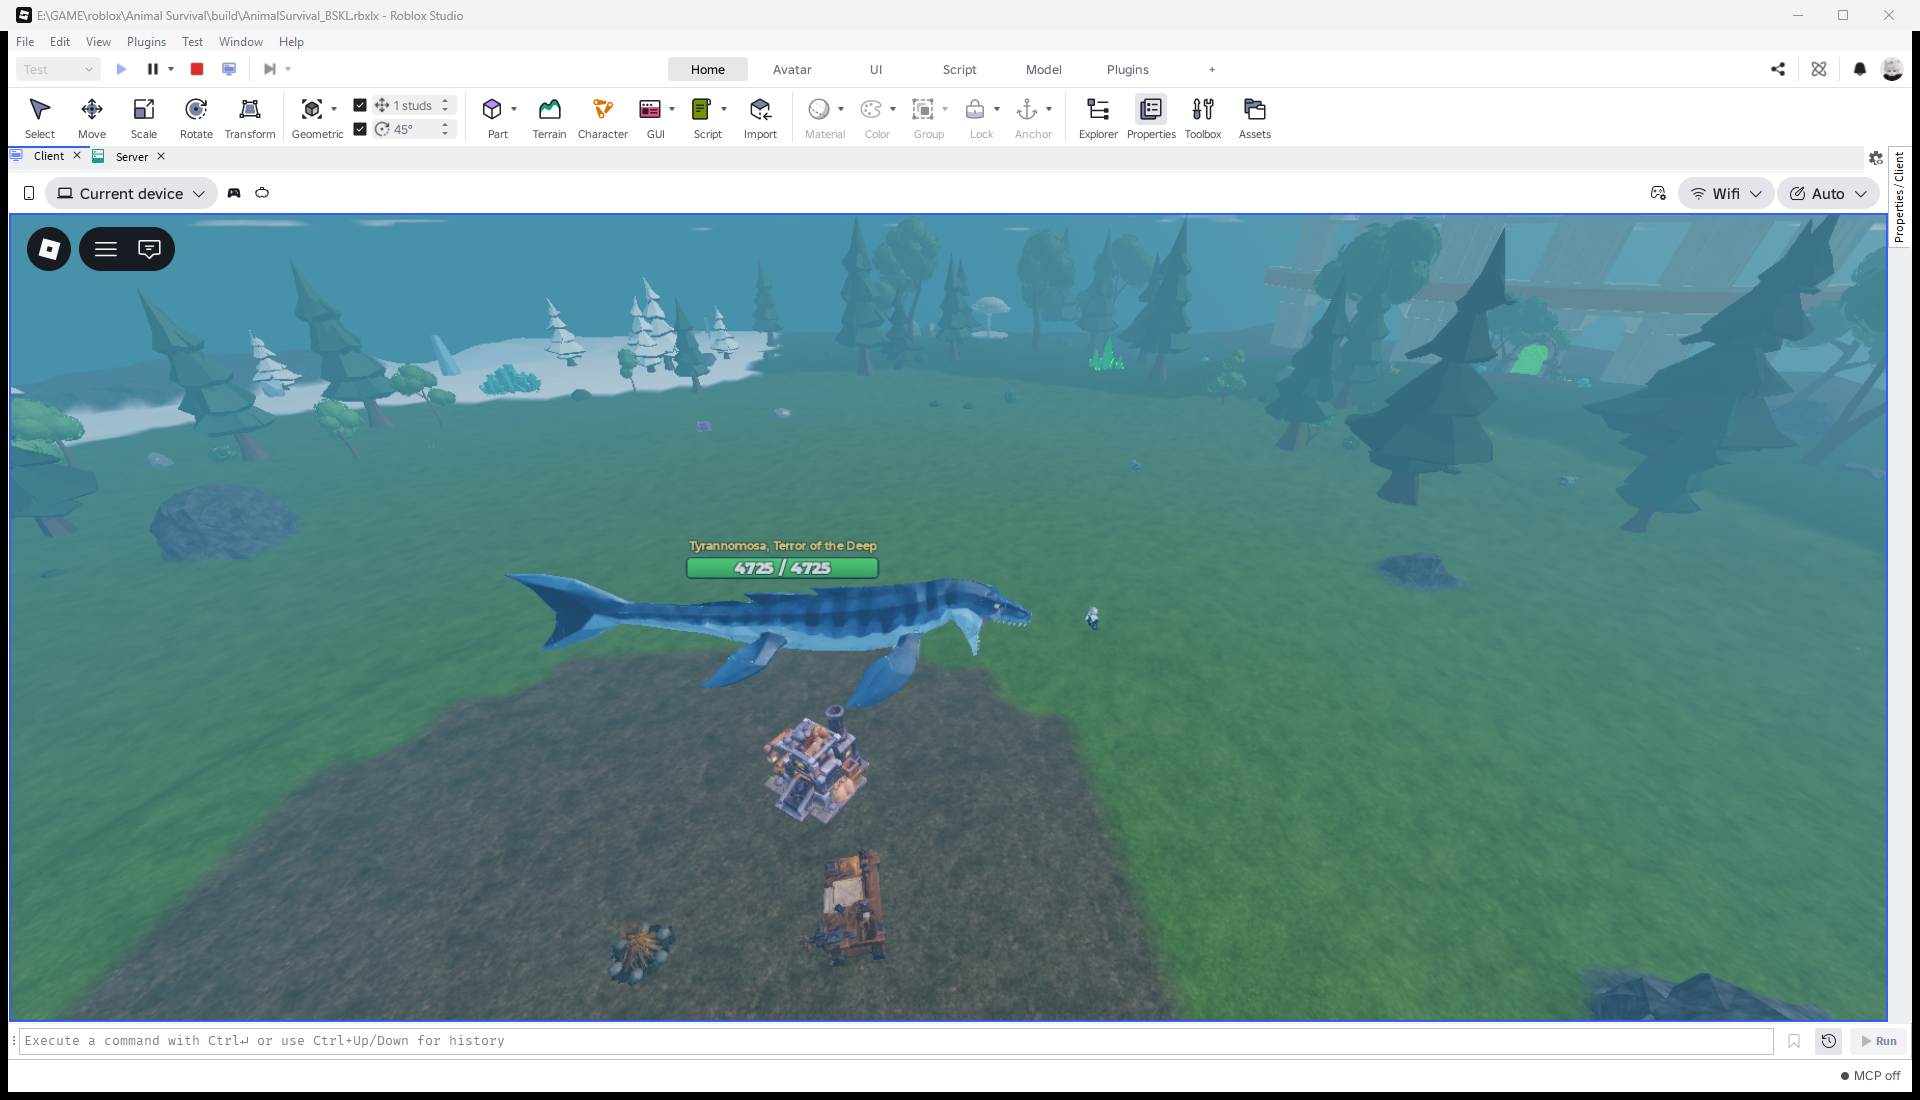 E:\GAME\roblox\Animal Survival\build\AnimalSurvival_BSKL.rbxlx - Roblox Studio
File Edit View Plugins Test Window Help
Test
Home Avatar UI Script Model Plugins +
1 studs
45°
Select Move Scale Rotate Transform Geometric Part Terrain Character GUI Script Import Material Color Group Lock Anchor Explorer Properties Toolbox Assets
Client Server
Properties / Client
Current device
Wifi
Auto
Tyrannomosa, Terror of the Deep
4725 / 4725
Execute a command with Ctrl↵ or use Ctrl+Up/Down for history
Run
MCP off